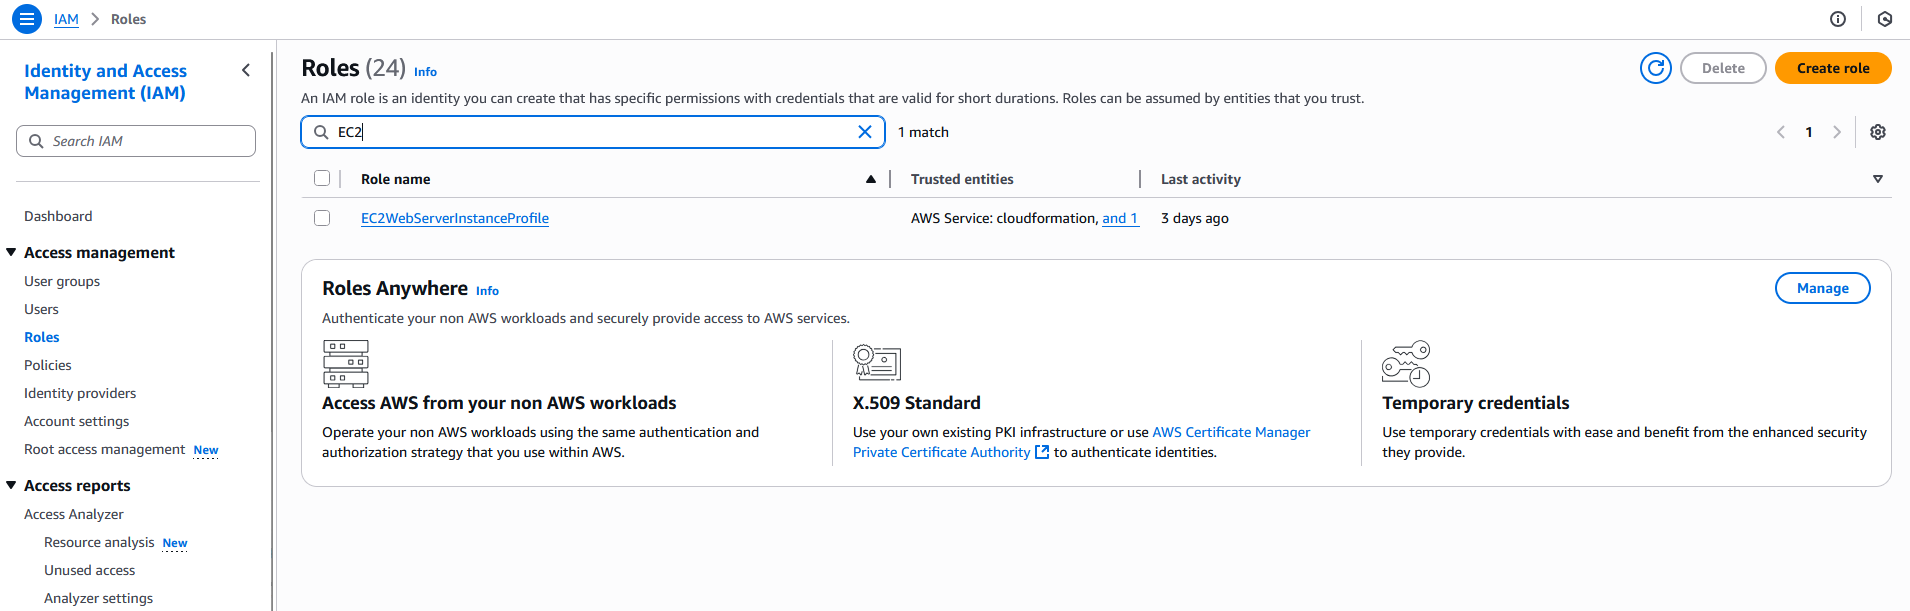 IAM > Roles
Identity and Access
Management (IAM)
Search IAM
Dashboard
Access management
User groups
Users
Roles
Policies
Identity providers
Account settings
Root access management New
Access reports
Access Analyzer
Resource analysis New
Unused access
Analyzer settings
Roles (24) Info
Delete
Create role
An IAM role is an identity you can create that has specific permissions with credentials that are valid for short durations. Roles can be assumed by entities that you trust.
EC2
1 match
1
Role name Trusted entities Last activity
EC2WebServerInstanceProfile AWS Service: cloudformation, and 1 3 days ago
Roles Anywhere Info
Manage
Authenticate your non AWS workloads and securely provide access to AWS services.
Access AWS from your non AWS workloads
Operate your non AWS workloads using the same authentication and
authorization strategy that you use within AWS.
X.509 Standard
Use your own existing PKI infrastructure or use AWS Certificate Manager
Private Certificate Authority to authenticate identities.
Temporary credentials
Use temporary credentials with ease and benefit from the enhanced security
they provide.